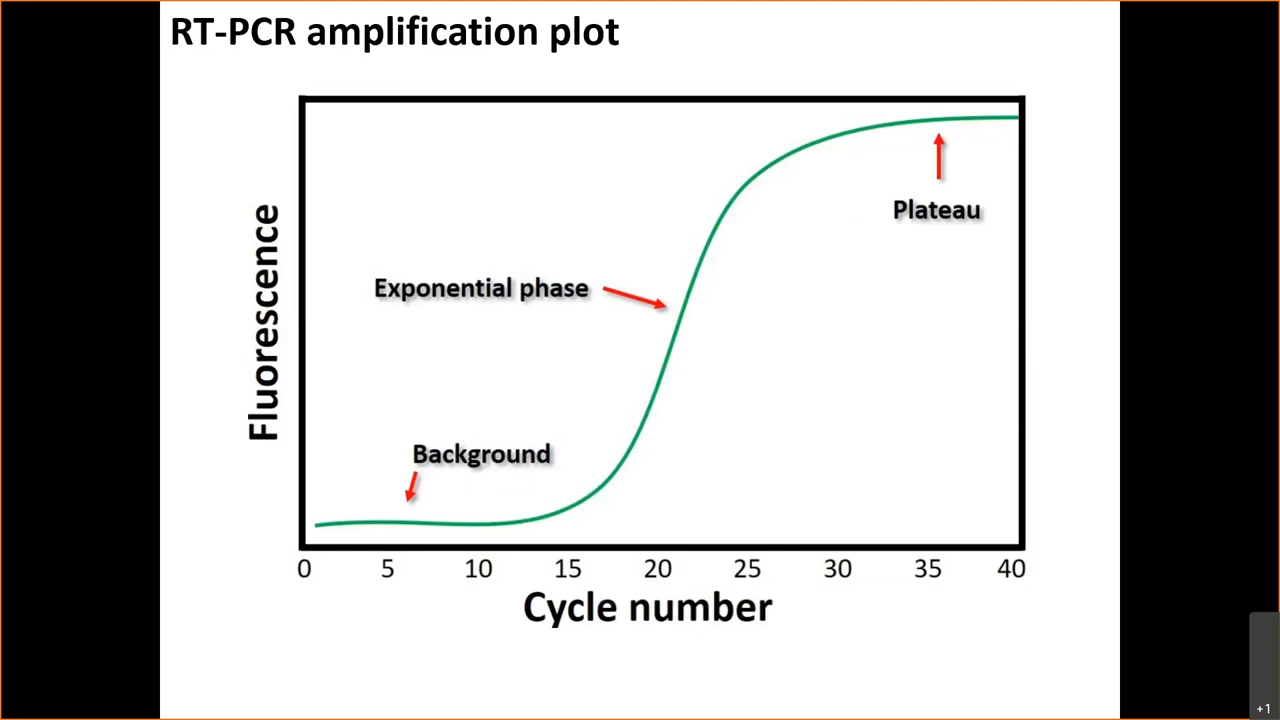 RT-PCR amplification plot
Plateau
Exponential phase
Fluorescence
Background
0 5 10 15 20 25 30 35 40
Cycle number
+1